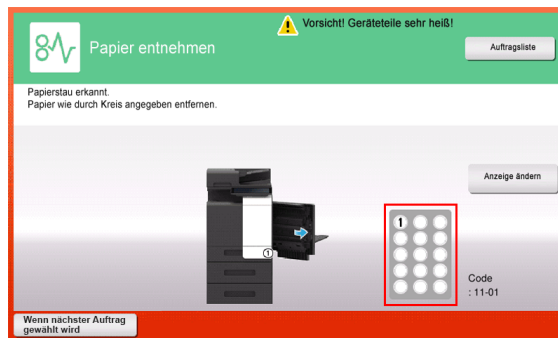 Vorsicht! Geräteteile sehr heiß!
Papier entnehmen
Auftragsliste
Papierstau erkannt.
Papier wie durch Kreis angegeben entfernen.
Anzeige ändern
1
1
Code
: 11-01
Wenn nächster Auftrag
gewählt wird